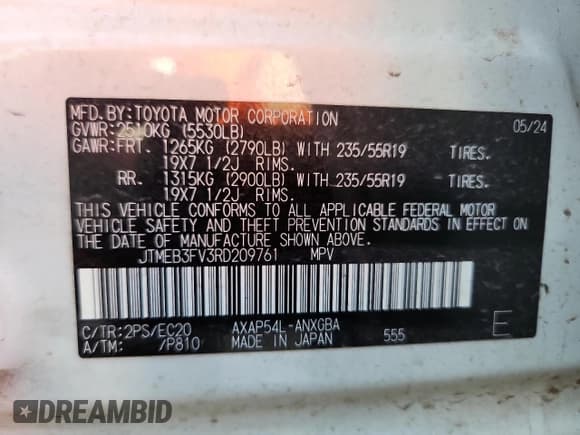 MFD.BY:TOYOTA MOTOR CORPORATION 05/24
GVWR:2510KG (5530LB)
GAWR:FRT. 1265KG (2790LB) WITH 235/55R19 TIRES.
19X7 1/2J RIMS.
RR. 1315KG (2900LB) WITH 235/55R19 TIRES.
19X7 1/2J RIMS.
THIS VEHICLE CONFORMS TO ALL APPLICABLE FEDERAL MOTOR
VEHICLE SAFETY AND THEFT PREVENTION STANDARDS IN EFFECT ON
THE DATE OF MANUFACTURE SHOWN ABOVE.
JTMEB3FV3RD209761 MPV
C/TR:2PS/EC20 AXAP54L-ANXGBA 555 E
A/TM: /P810 MADE IN JAPAN
DREAMBID